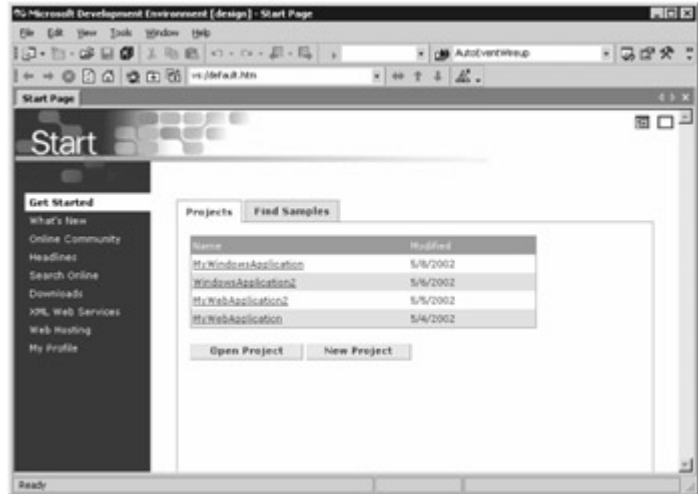 Microsoft Development Environment [design] - Start Page
File Edit View Tools Window Help
AutoEventWireup
vs:/default.htm
Start Page
Start
Get Started
What's New
Online Community
Headlines
Search Online
Downloads
XML Web Services
Web Hosting
My Profile
Projects Find Samples
Name Modified
MyWindowsApplication 5/8/2002
WindowsApplication2 5/6/2002
MyWebApplication2 5/5/2002
MyWebApplication 5/4/2002
Open Project New Project
Ready